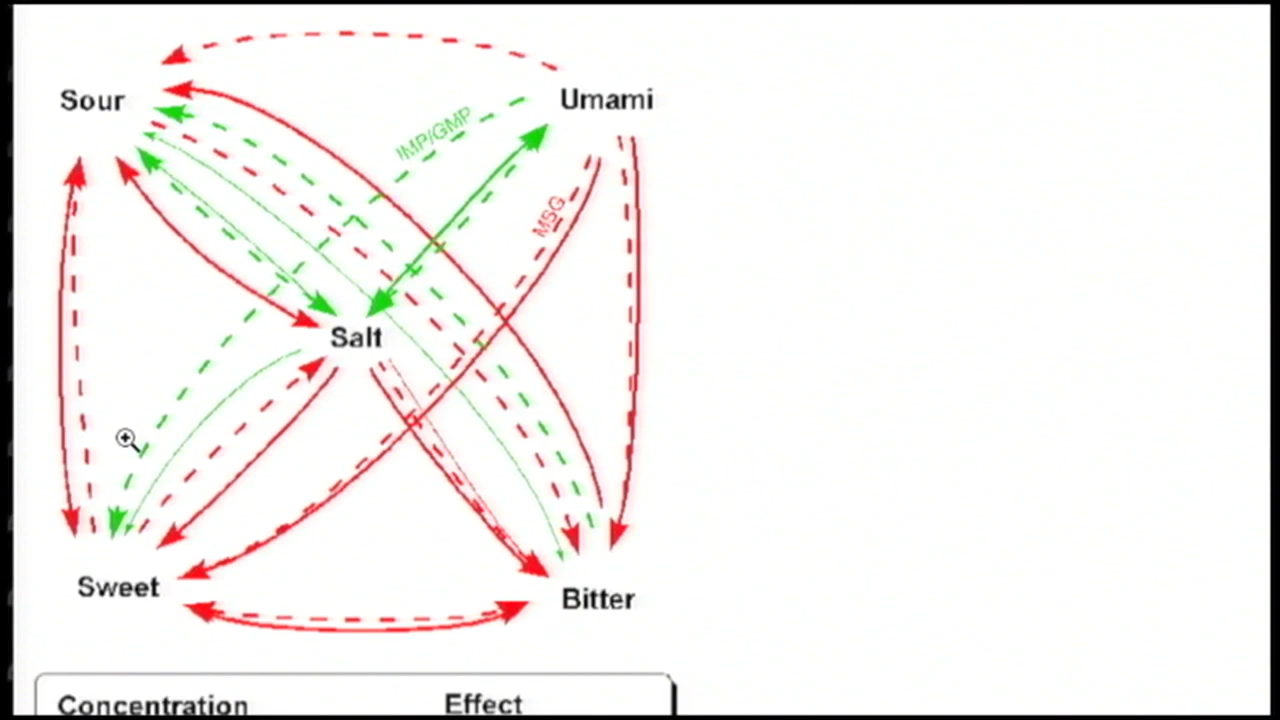 Sour
Umami
IMP/GMP
MSG
Salt
Sweet
Bitter
Concentration Effect